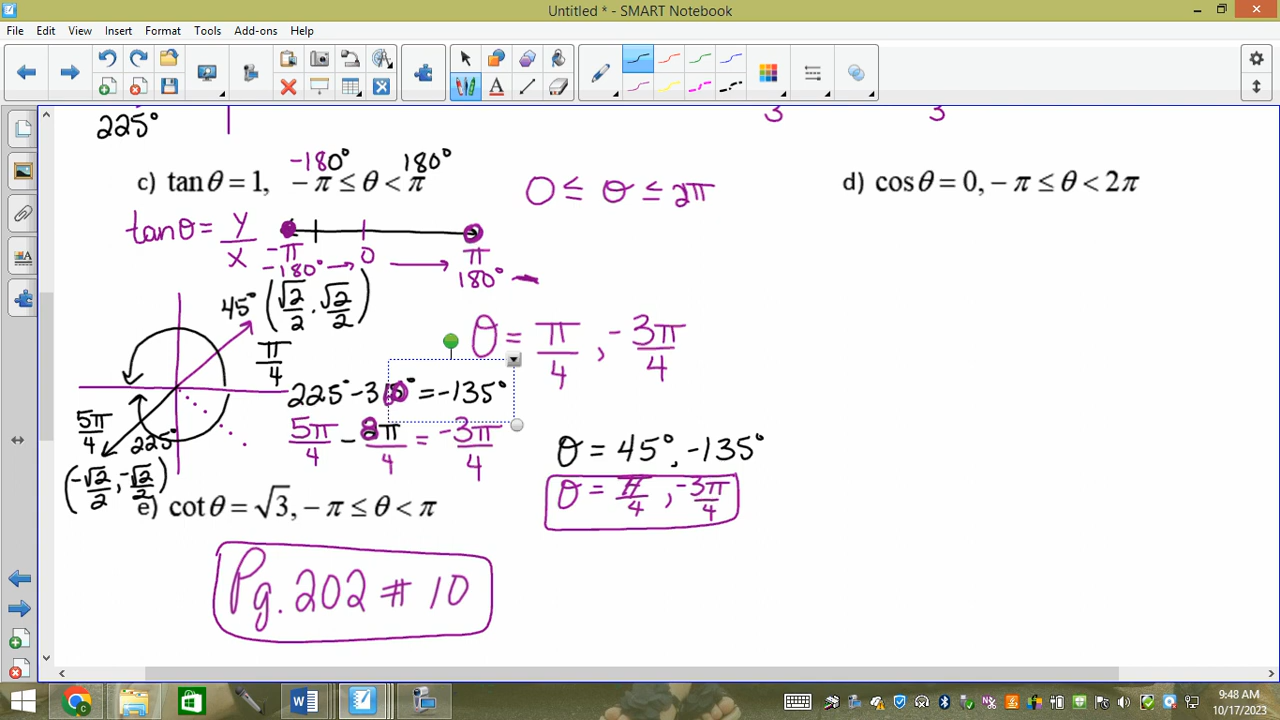 Untitled * - SMART Notebook
File Edit View Insert Format Tools Add-ons Help
225°
3 3
-180° 180°
c) tan θ = 1, - π ≤ θ < π
0 ≤ θ ≤ 2π
d) cos θ = 0, - π ≤ θ < 2π
tanθ = y/x
-π 0 π
-180° → 180° -
45° (√2/2, √2/2)
π/4
θ = π/4, -3π/4
225° - 360° = -135°
5π/4 225°
5π/4 - 8π/4 = -3π/4
(-√2/2, -√2/2)
θ = 45°, -135°
θ = π/4, -3π/4
e) cot θ = √3, - π ≤ θ < π
Pg. 202 # 10
9:48 AM
10/17/2023